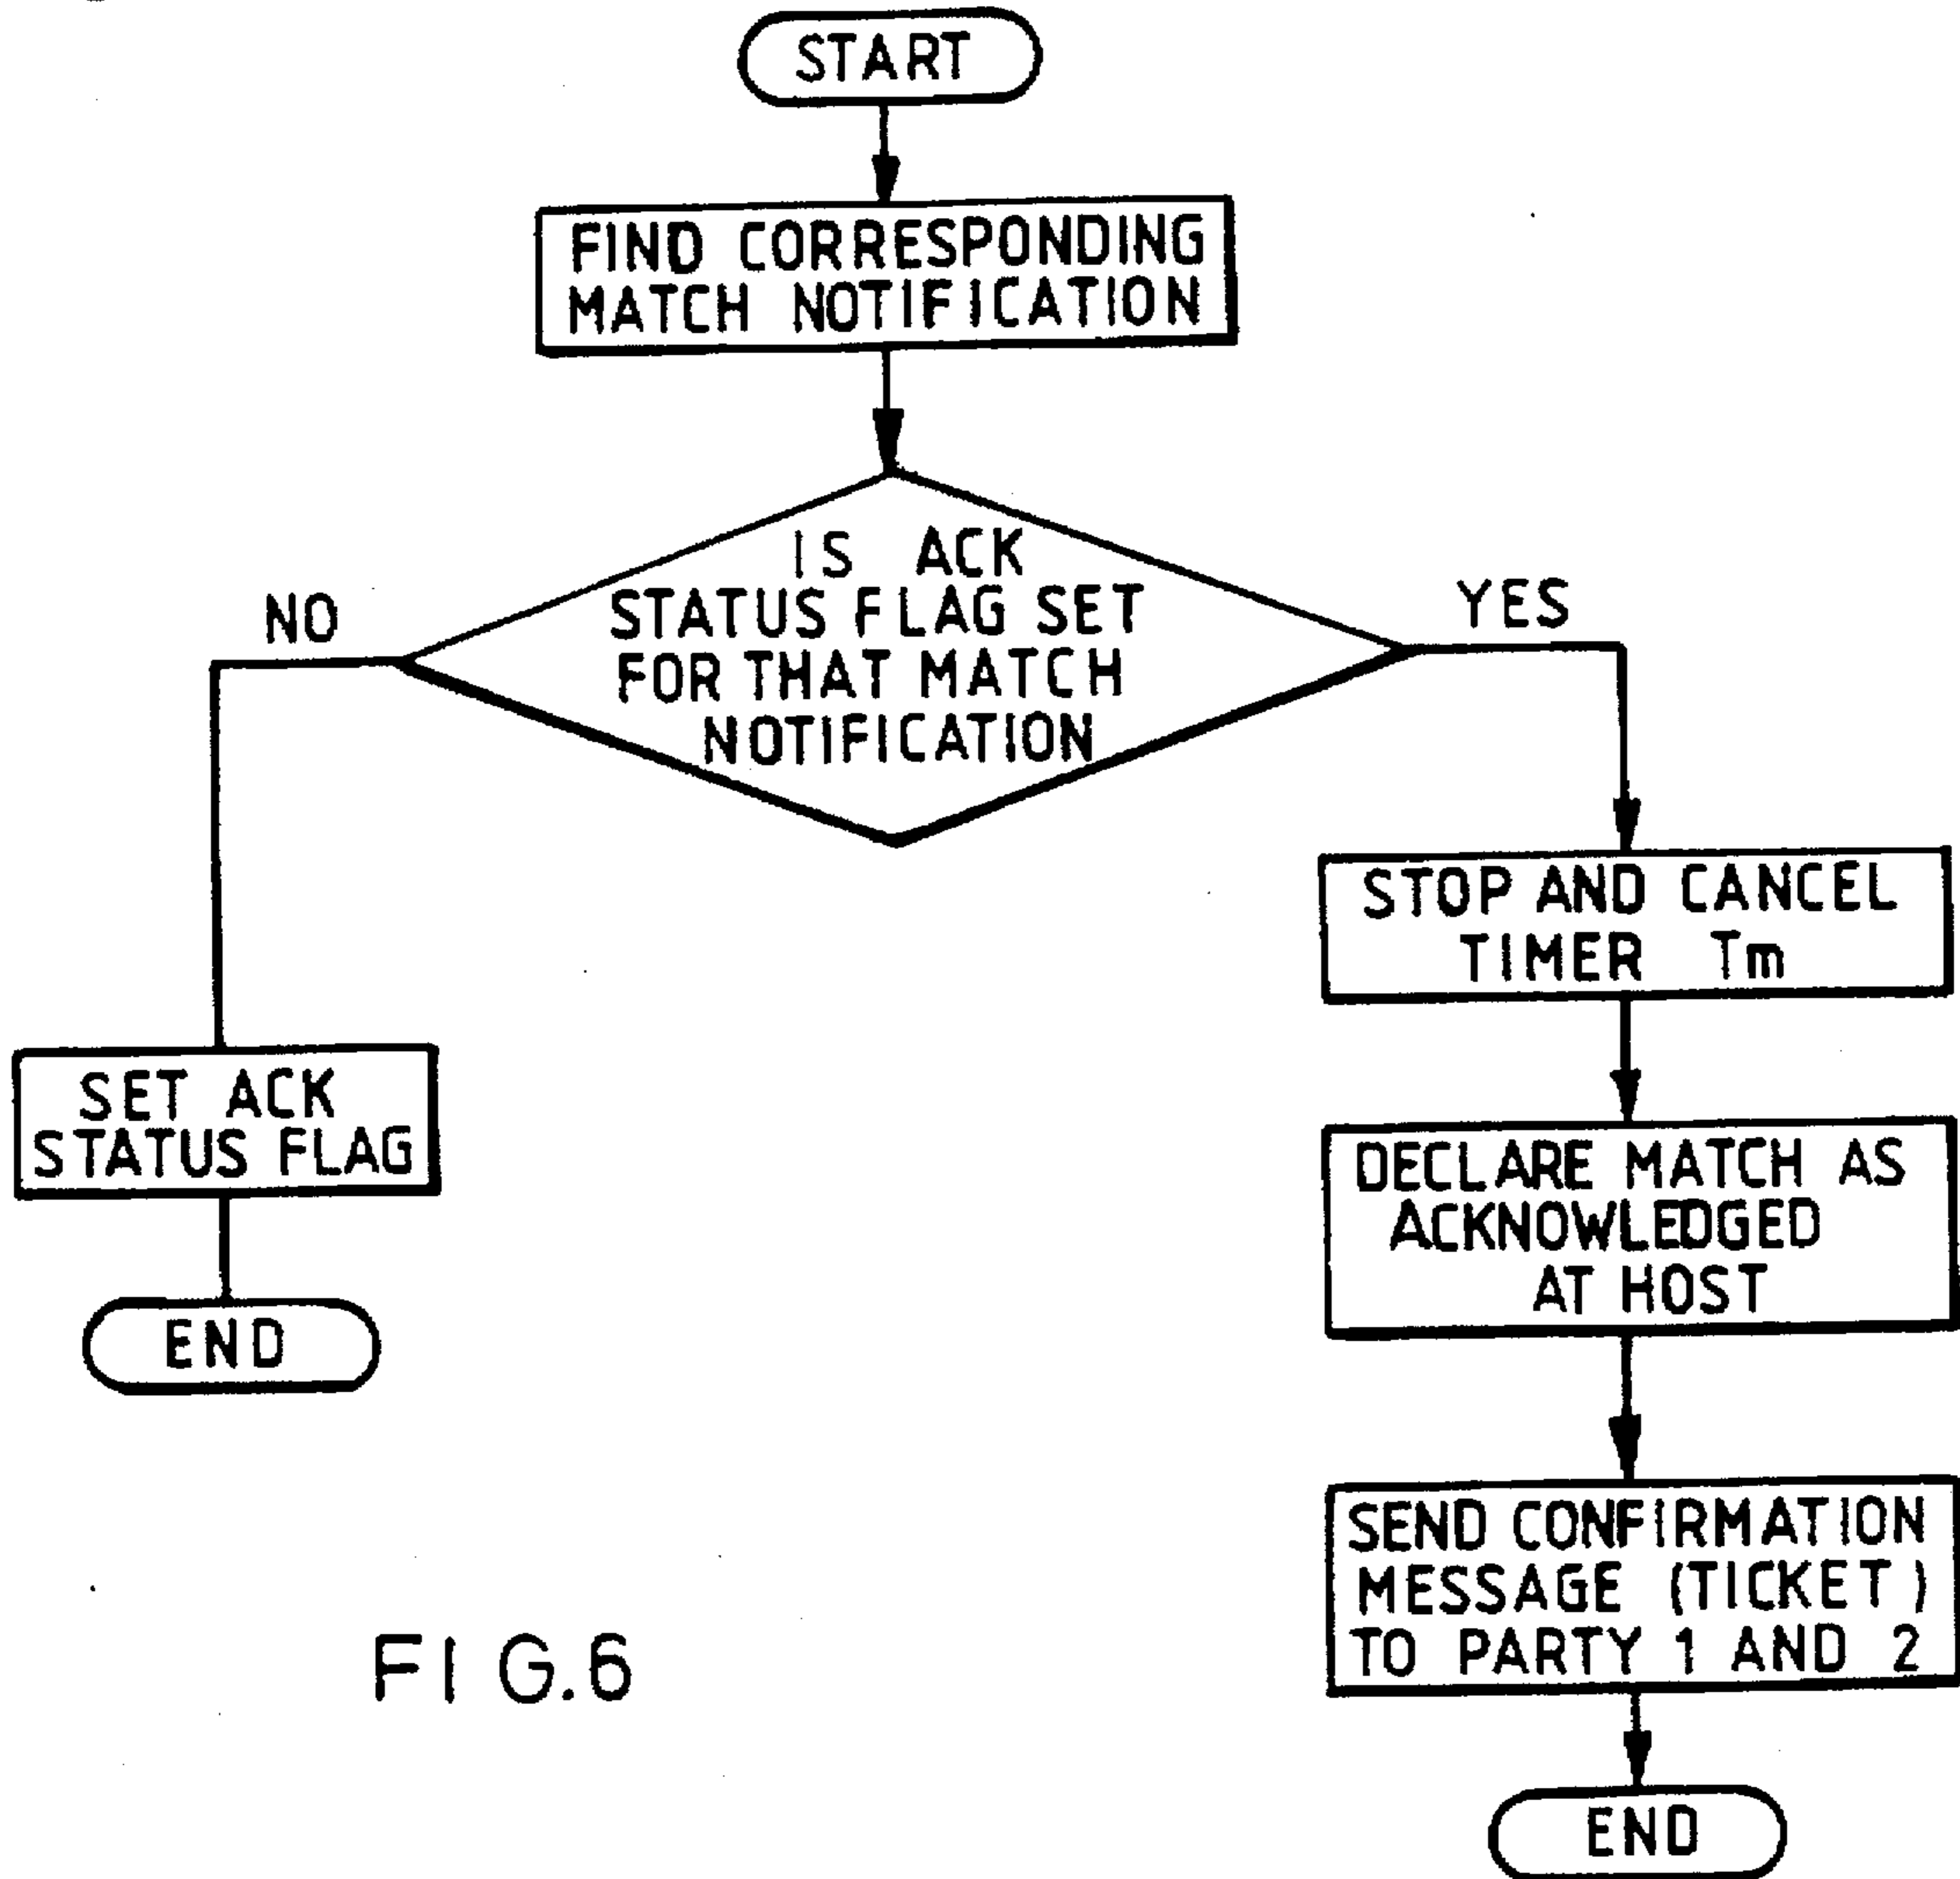 START
FIND CORRESPONDING
MATCH NOTIFICATION
IS ACK
STATUS FLAG SET
FOR THAT MATCH
NOTIFICATION
NO
YES
STOP AND CANCEL
TIMER Tm
SET ACK
STATUS FLAG
DECLARE MATCH AS
ACKNOWLEDGED
AT HOST
END
SEND CONFIRMATION
MESSAGE (TICKET)
TO PARTY 1 AND 2
END
FIG.6